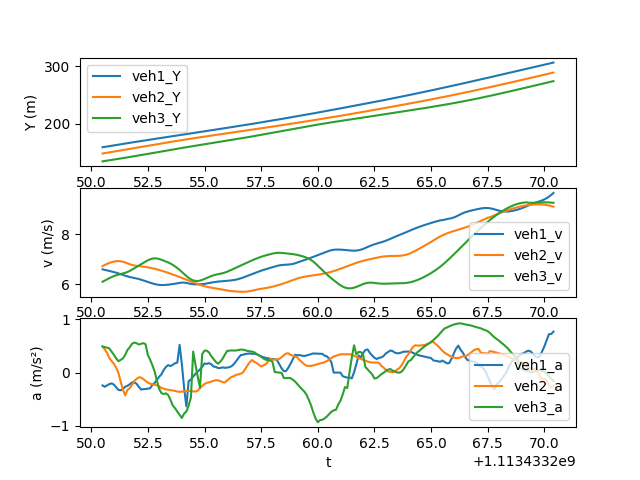 300
200
Y (m)
veh1_Y
veh2_Y
veh3_Y
50.0 52.5 55.0 57.5 60.0 62.5 65.0 67.5 70.0
8
6
v (m/s)
veh1_v
veh2_v
veh3_v
50.0 52.5 55.0 57.5 60.0 62.5 65.0 67.5 70.0
1
0
−1
a (m/s²)
veh1_a
veh2_a
veh3_a
50.0 52.5 55.0 57.5 60.0 62.5 65.0 67.5 70.0
t
+1.1134332e9